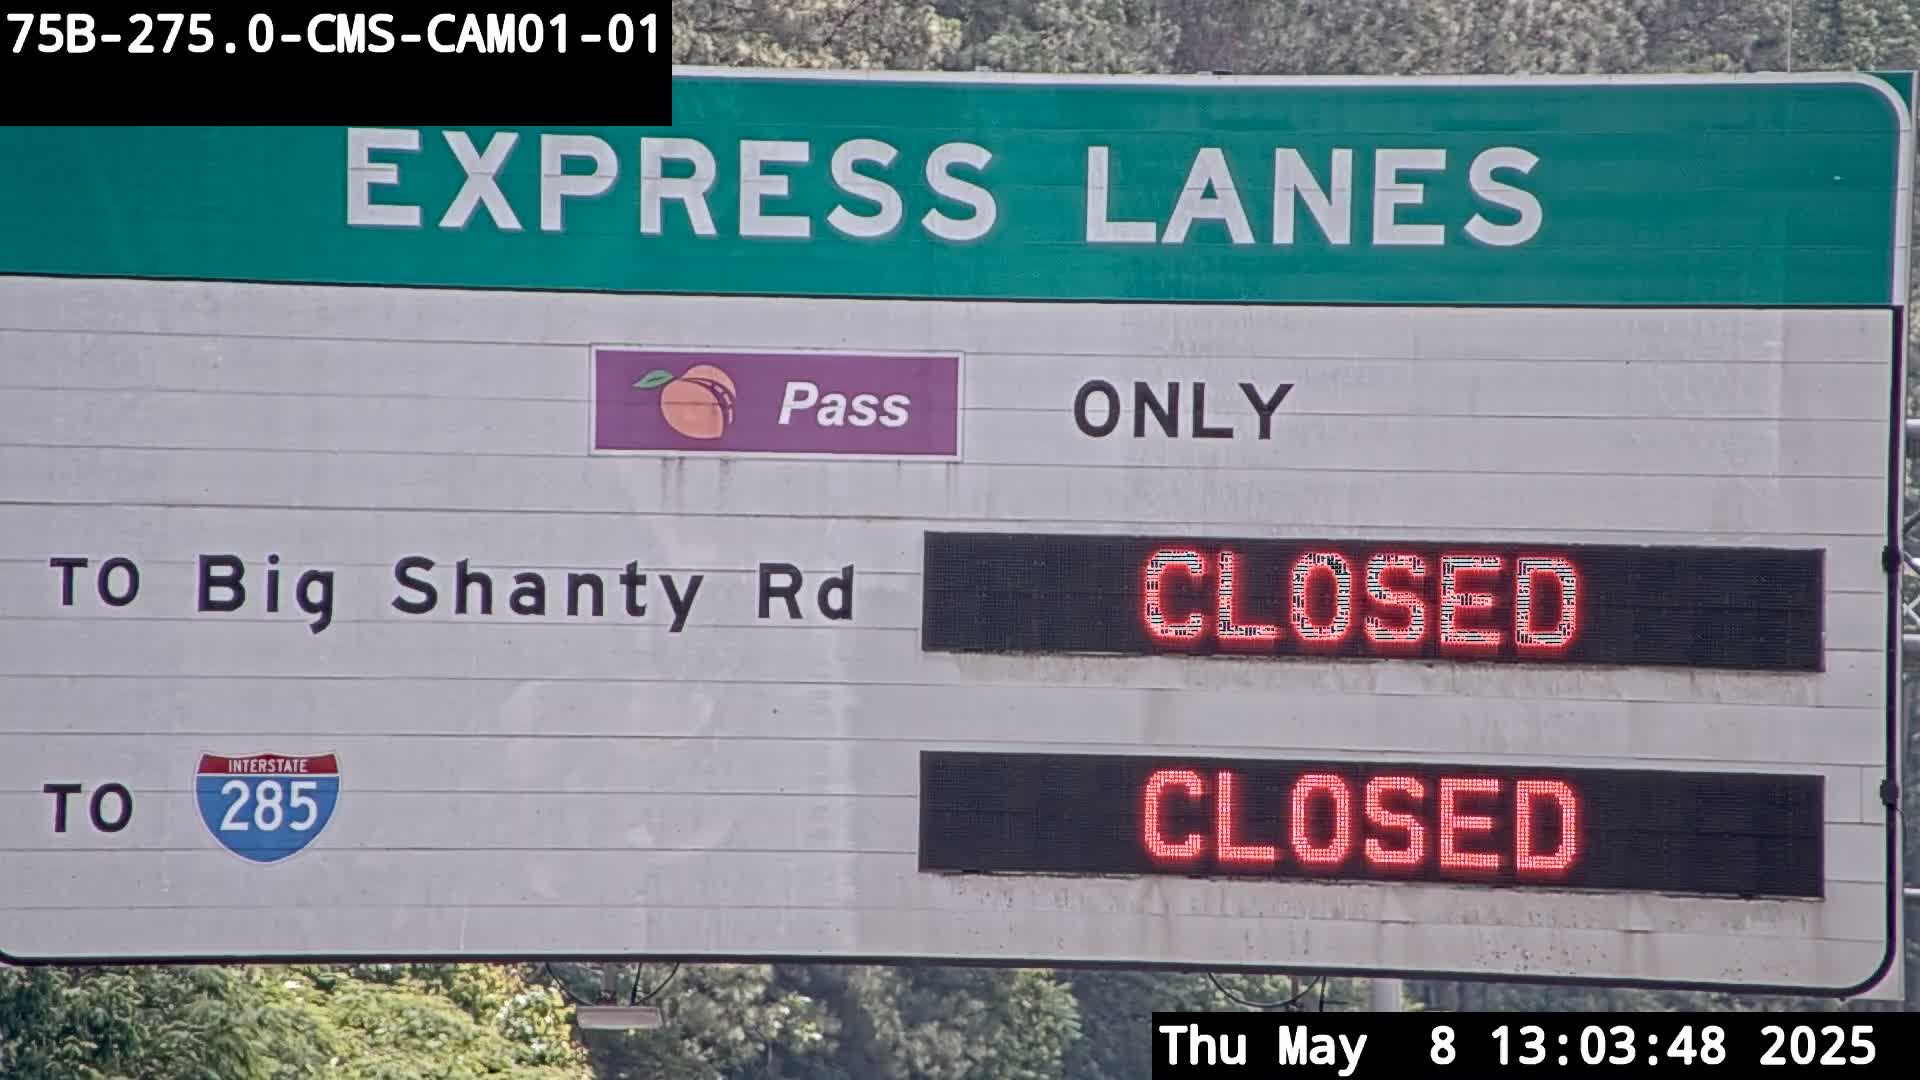 75B-275.0-CMS-CAM01-01
EXPRESS LANES
Pass ONLY
TO Big Shanty Rd CLOSED
INTERSTATE
TO 285 CLOSED
Thu May 8 13:03:48 2025